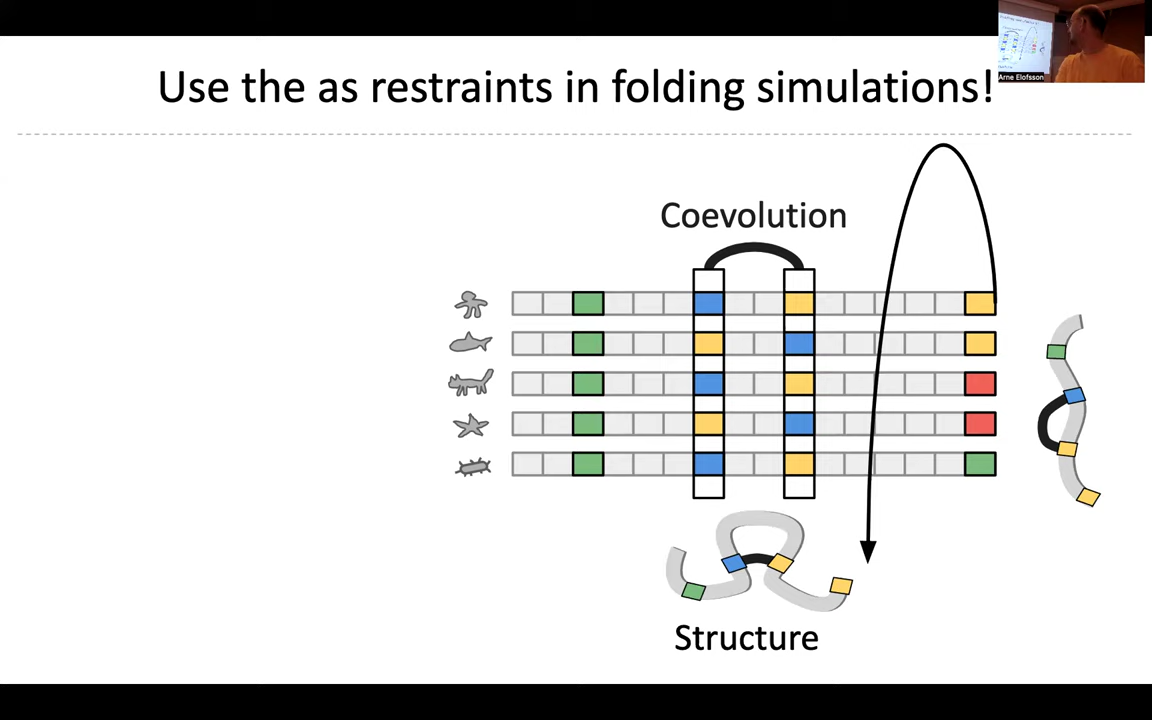 Use the as restraints in folding simulations!
Arne Elofsson
Coevolution
Structure